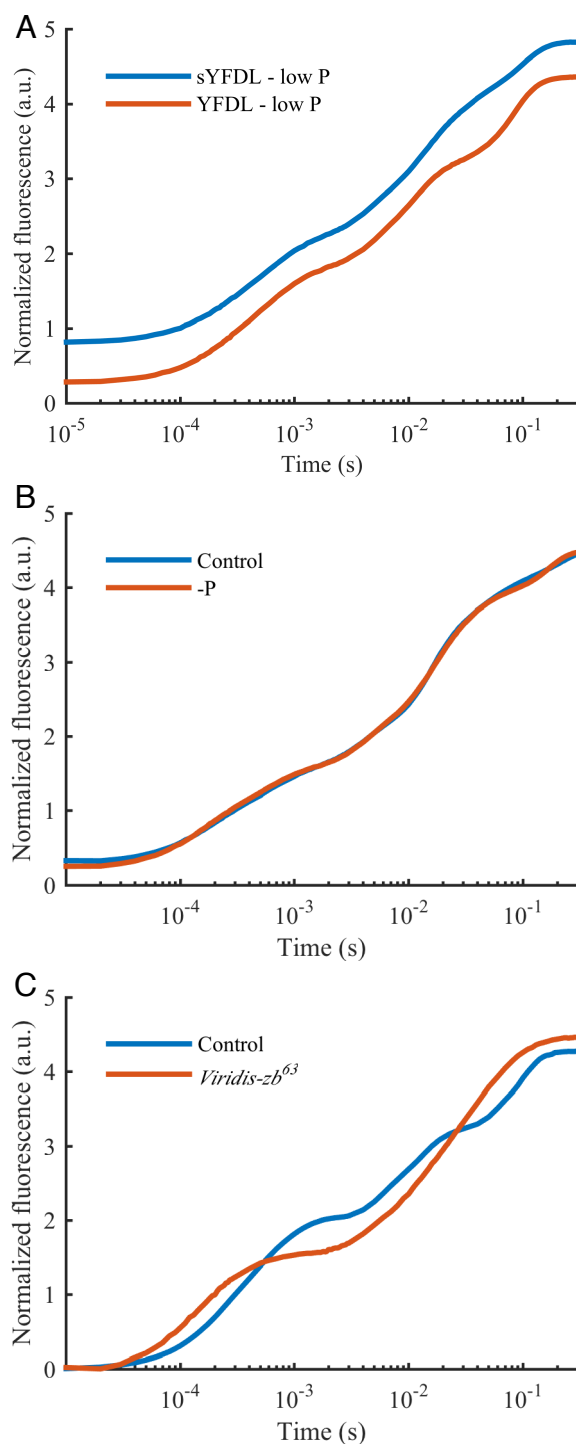 A
Normalized fluorescence (a.u.)
5
4
3
2
1
0
sYFDL - low P
YFDL - low P
10⁻⁵ 10⁻⁴ 10⁻³ 10⁻² 10⁻¹
Time (s)
B
Normalized fluorescence (a.u.)
5
4
3
2
1
0
Control
-P
10⁻⁴ 10⁻³ 10⁻² 10⁻¹
Time (s)
C
Normalized fluorescence (a.u.)
5
4
3
2
1
0
Control
Viridis-zb⁶³
10⁻⁴ 10⁻³ 10⁻² 10⁻¹
Time (s)